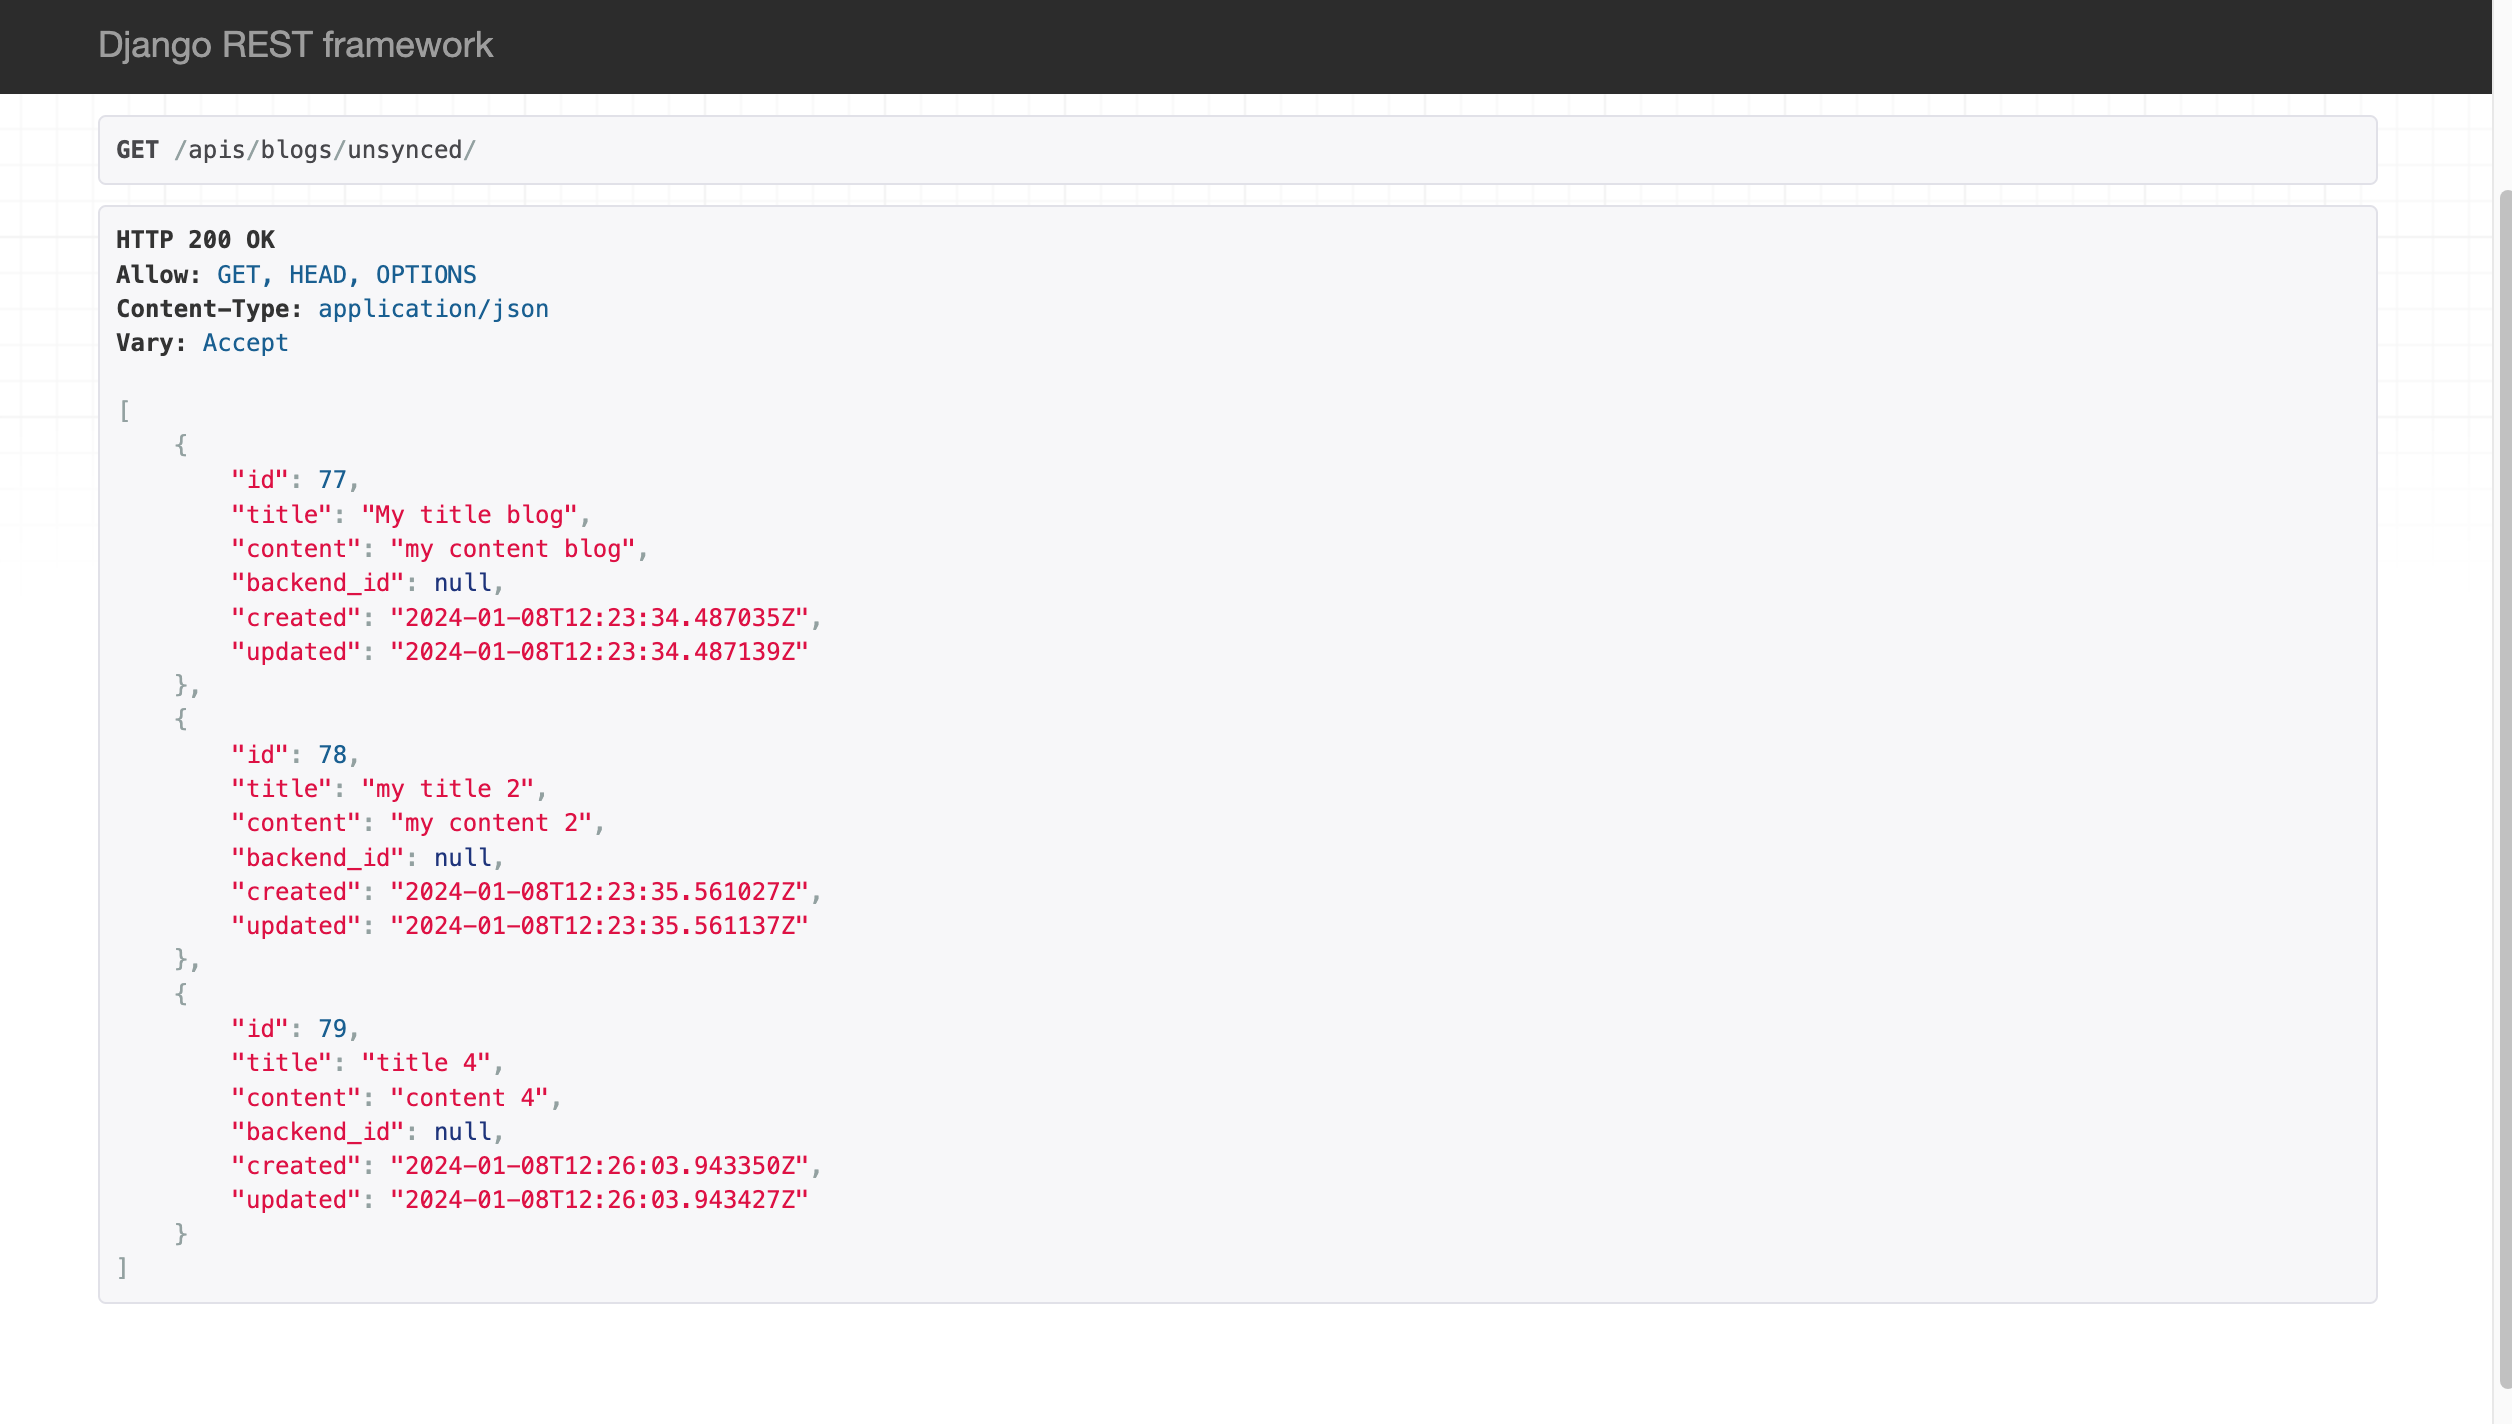 Django REST framework
GET /apis/blogs/unsynced/
HTTP 200 OK
Allow: GET, HEAD, OPTIONS
Content-Type: application/json
Vary: Accept
[
    {
        "id": 77,
        "title": "My title blog",
        "content": "my content blog",
        "backend_id": null,
        "created": "2024-01-08T12:23:34.487035Z",
        "updated": "2024-01-08T12:23:34.487139Z"
    },
    {
        "id": 78,
        "title": "my title 2",
        "content": "my content 2",
        "backend_id": null,
        "created": "2024-01-08T12:23:35.561027Z",
        "updated": "2024-01-08T12:23:35.561137Z"
    },
    {
        "id": 79,
        "title": "title 4",
        "content": "content 4",
        "backend_id": null,
        "created": "2024-01-08T12:26:03.943350Z",
        "updated": "2024-01-08T12:26:03.943427Z"
    }
]